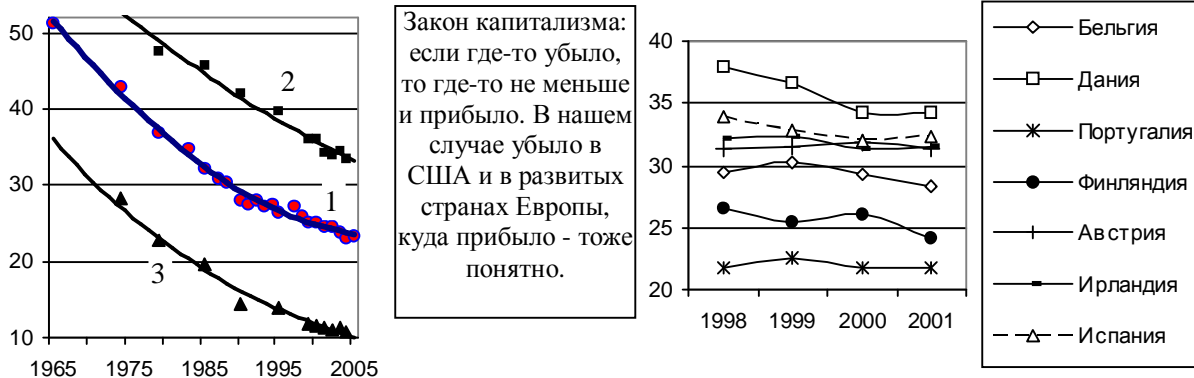 50
40
30
20
10
1965
1975
1985
1995
2005
2
1
3
Закон капитализма:
если где-то убыло,
то где-то не меньше
и прибыло. В нашем
случае убыло в
США и в развитых
странах Европы,
куда прибыло - тоже
понятно.
40
35
30
25
20
1998
1999
2000
2001
Бельгия
Дания
Португалия
Финляндия
Австрия
Ирландия
Испания